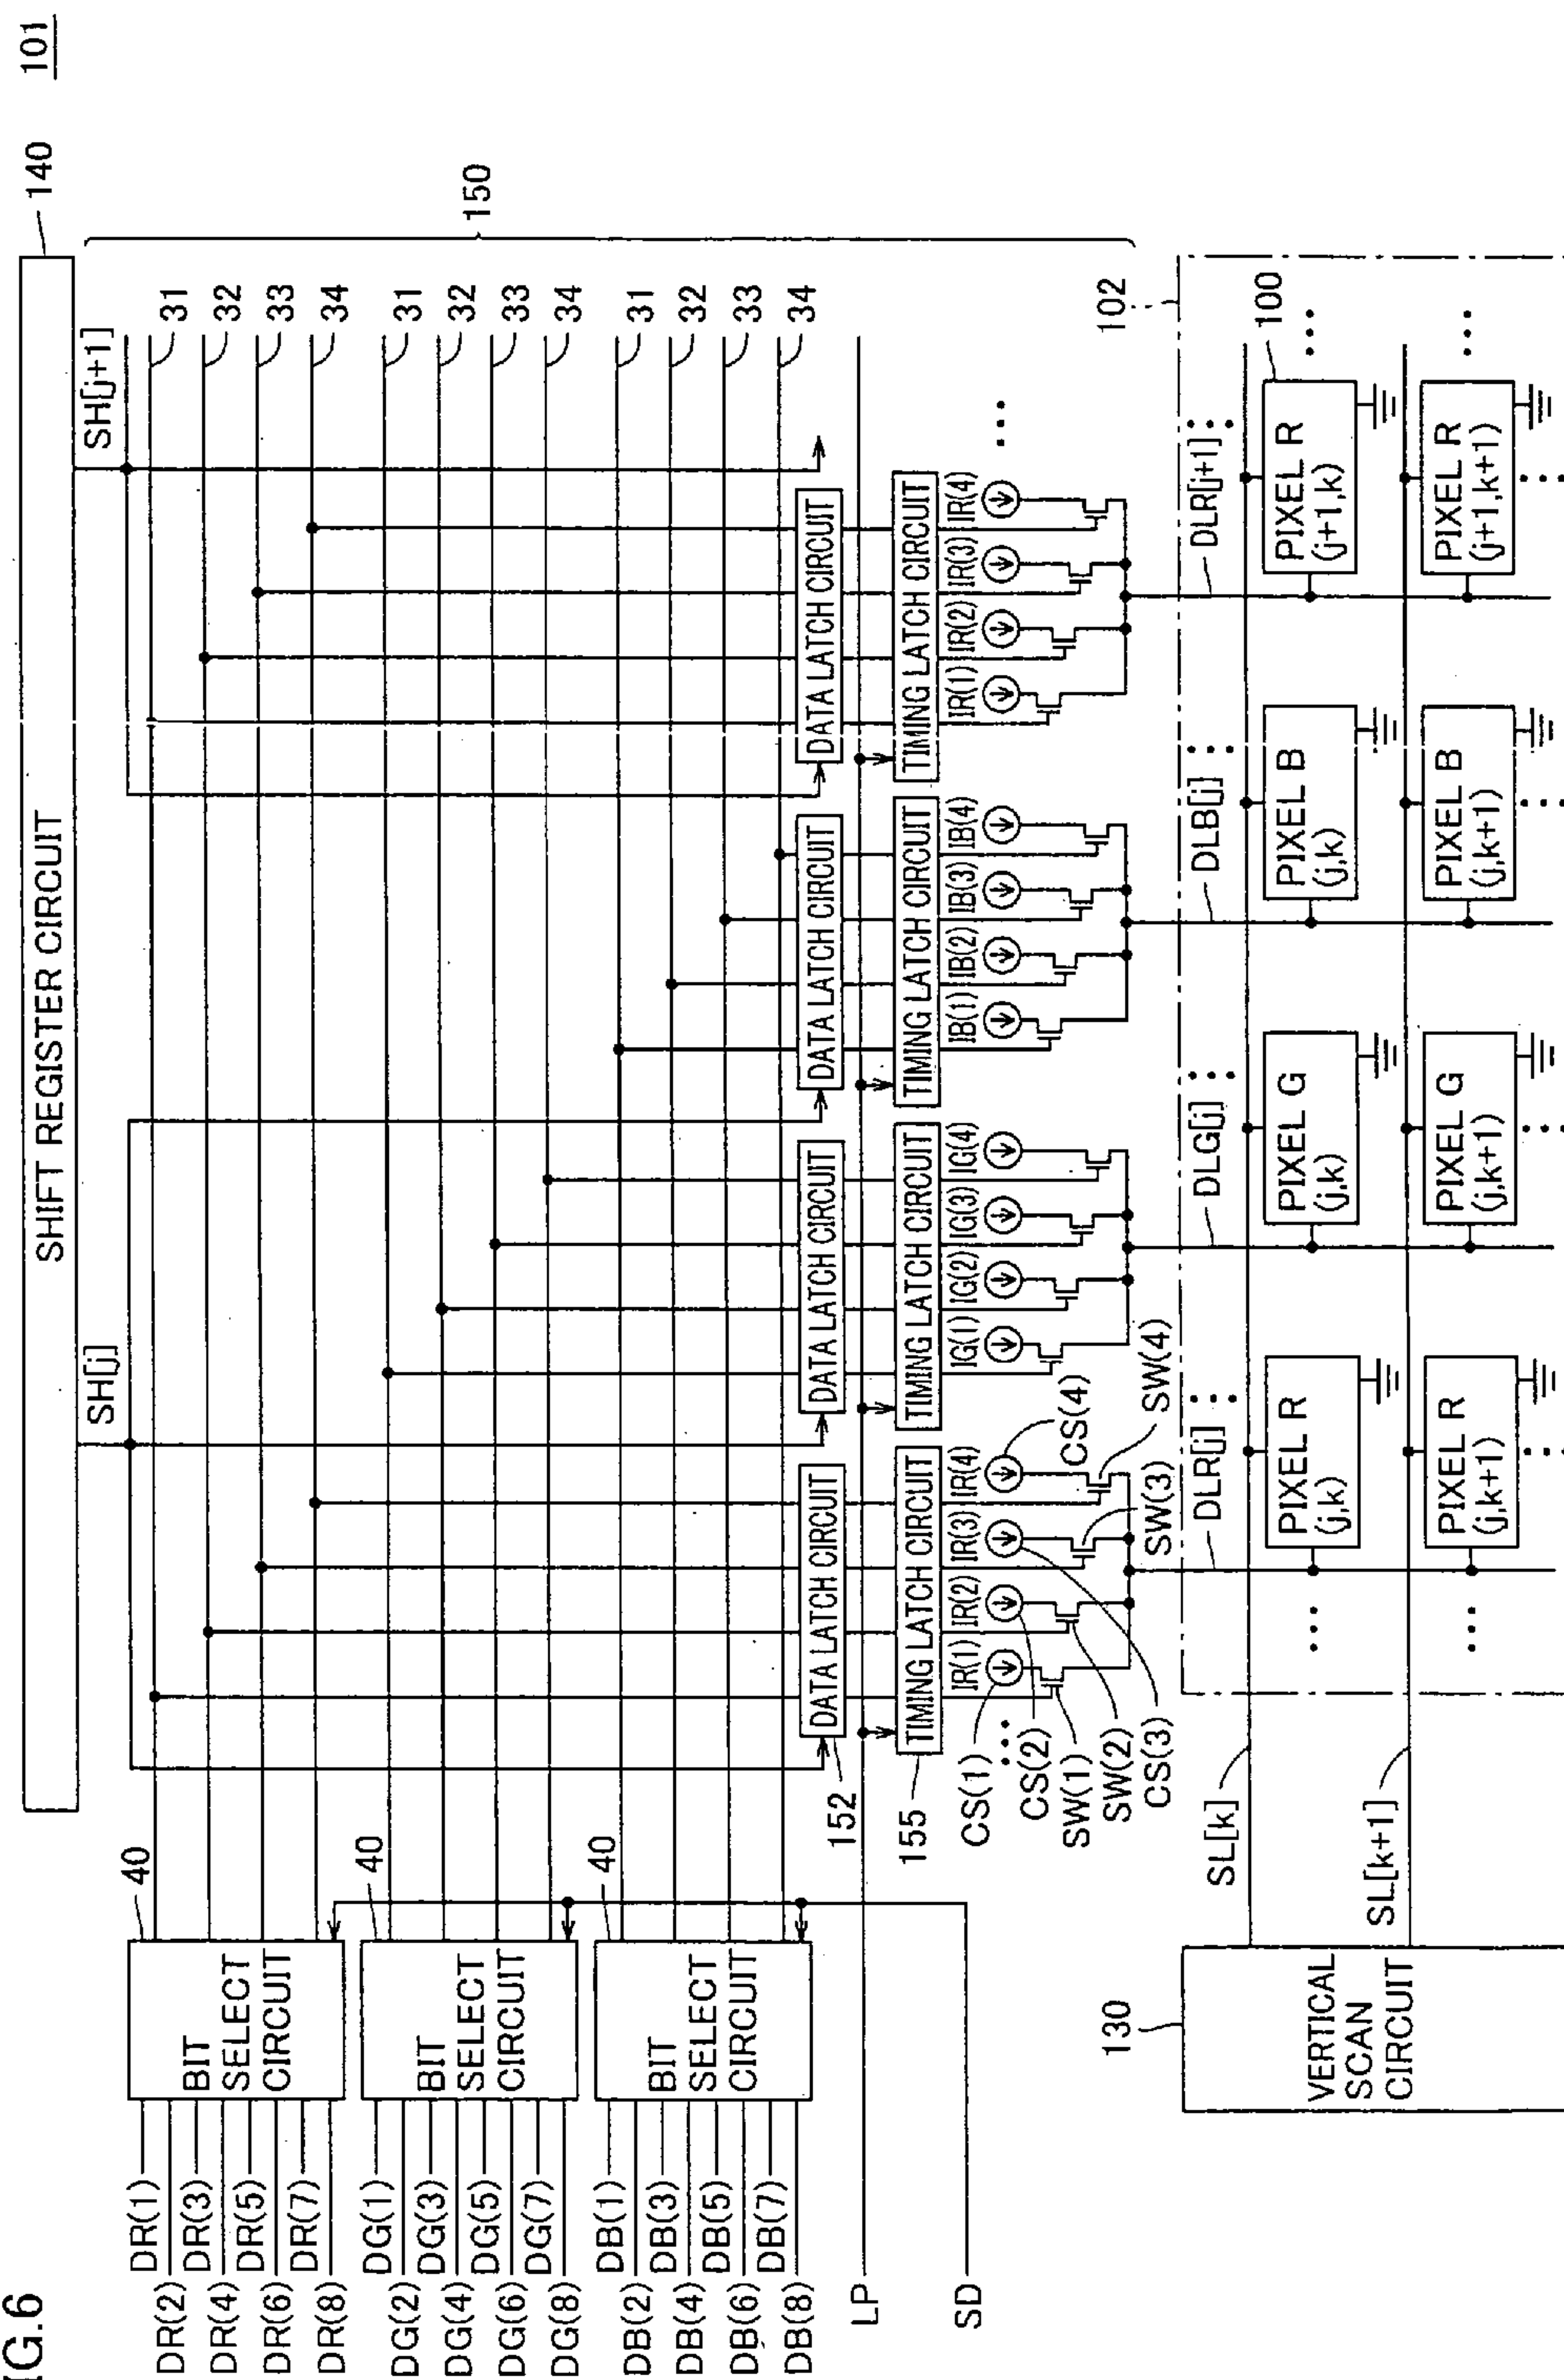 IG.6
101
SHIFT REGISTER CIRCUIT
140
SH[j]
SH[j+1]
150
DR(1)
DR(2)
DR(3)
DR(4)
DR(5)
DR(6)
DR(7)
DR(8)
BIT
SELECT
CIRCUIT
40
31
32
33
34
DG(1)
DG(2)
DG(3)
DG(4)
DG(5)
DG(6)
DG(7)
DG(8)
BIT
SELECT
CIRCUIT
40
31
32
33
34
DB(1)
DB(2)
DB(3)
DB(4)
DB(5)
DB(6)
DB(7)
DB(8)
BIT
SELECT
CIRCUIT
40
31
32
33
34
LP
SD
152
DATA LATCH CIRCUIT
DATA LATCH CIRCUIT
DATA LATCH CIRCUIT
DATA LATCH CIRCUIT
155
TIMING LATCH CIRCUIT
TIMING LATCH CIRCUIT
TIMING LATCH CIRCUIT
TIMING LATCH CIRCUIT
IR(1) IR(2) IR(3) IR(4)
IG(1) IG(2) IG(3) IG(4)
IB(1) IB(2) IB(3) IB(4)
IR(1) IR(2) IR(3) IR(4)
CS(1)
CS(2)
SW(1)
SW(2)
CS(3)
CS(4)
SW(4)
SW(3)
102
DLR[j]
DLG[j]
DLB[j]
DLR[j+1]
130
VERTICAL
SCAN
CIRCUIT
SL[k]
PIXEL R
(j,k)
PIXEL G
(j,k)
PIXEL B
(j,k)
PIXEL R
(j+1,k)
100
SL[k+1]
PIXEL R
(j,k+1)
PIXEL G
(j,k+1)
PIXEL B
(j,k+1)
PIXEL R
(j+1,k+1)